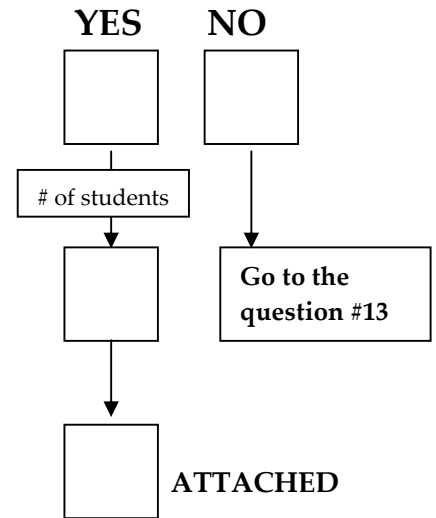 YES NO
# of students
Go to the
question #13
ATTACHED